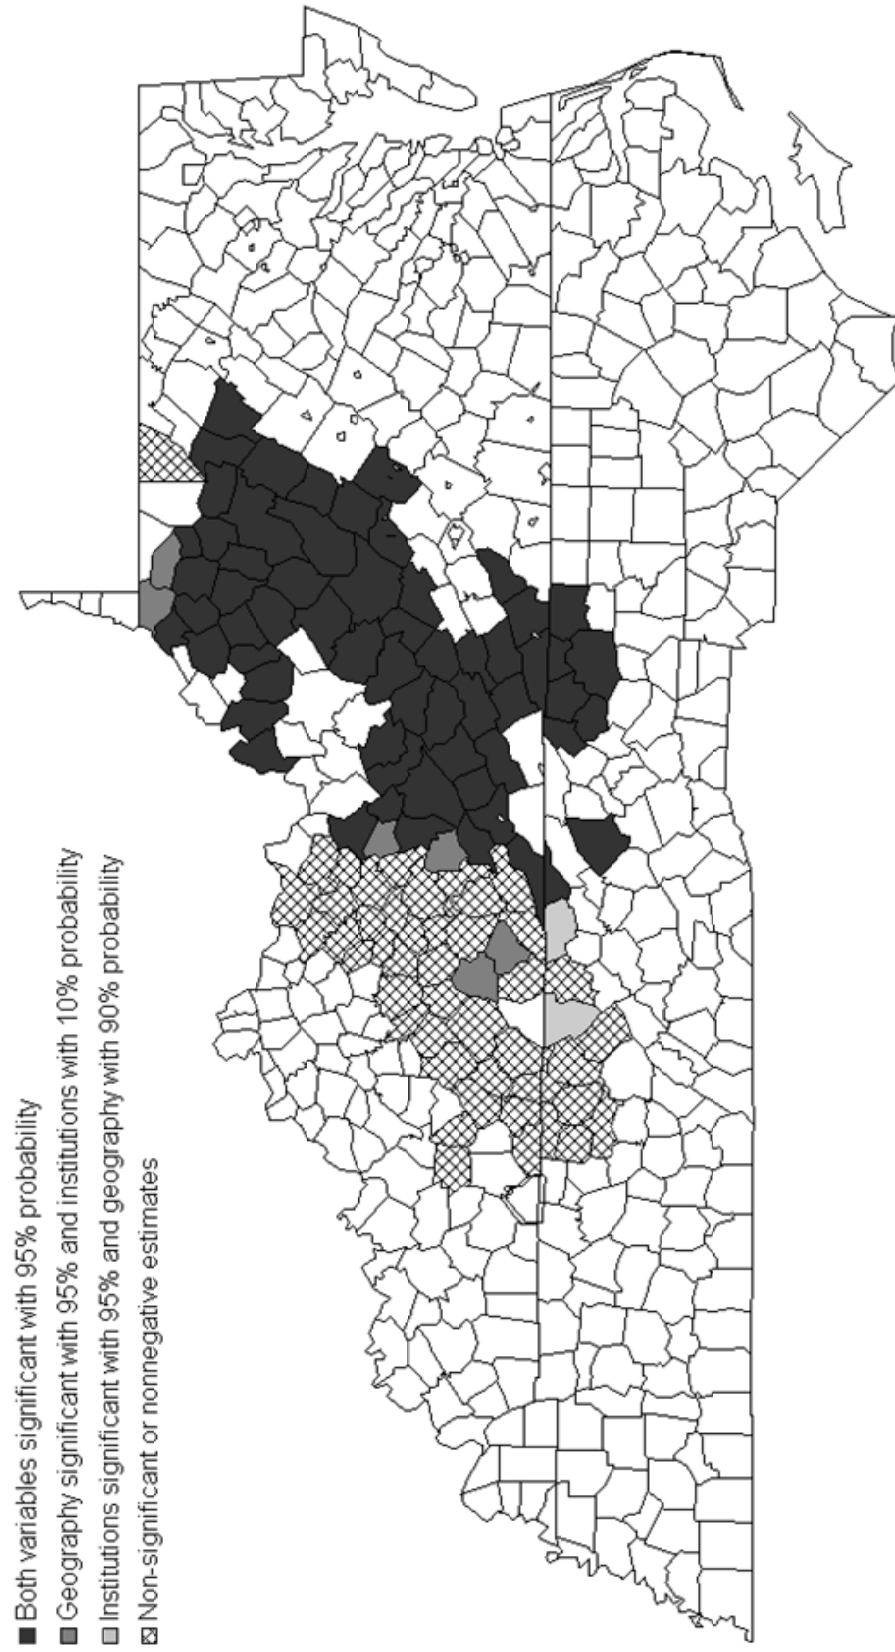 Both variables significant with 95% probability
Geography significant with 95% and institutions with 10% probability
Institutions significant with 95% and geography with 90% probability
Non-significant or nonnegative estimates